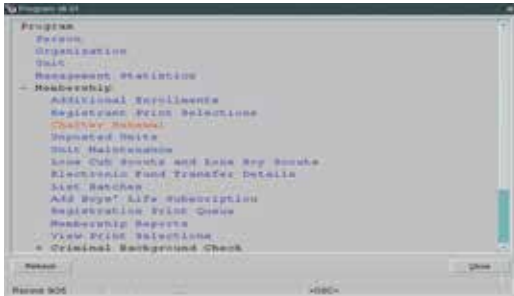 Program
Person
Organization
Unit
Management Statistics
- Membership
Additional Enrollments
Registrant Print Selections
Charter Renewal
Unposted Units
Unit Maintenance
Lone Cub Scouts and Lone Boy Scouts
Electronic Fund Transfer Details
List Batches
Add Boys' Life Subscription
Registration Print Queue
Membership Reports
View Print Selections
+ Criminal Background Check
Close